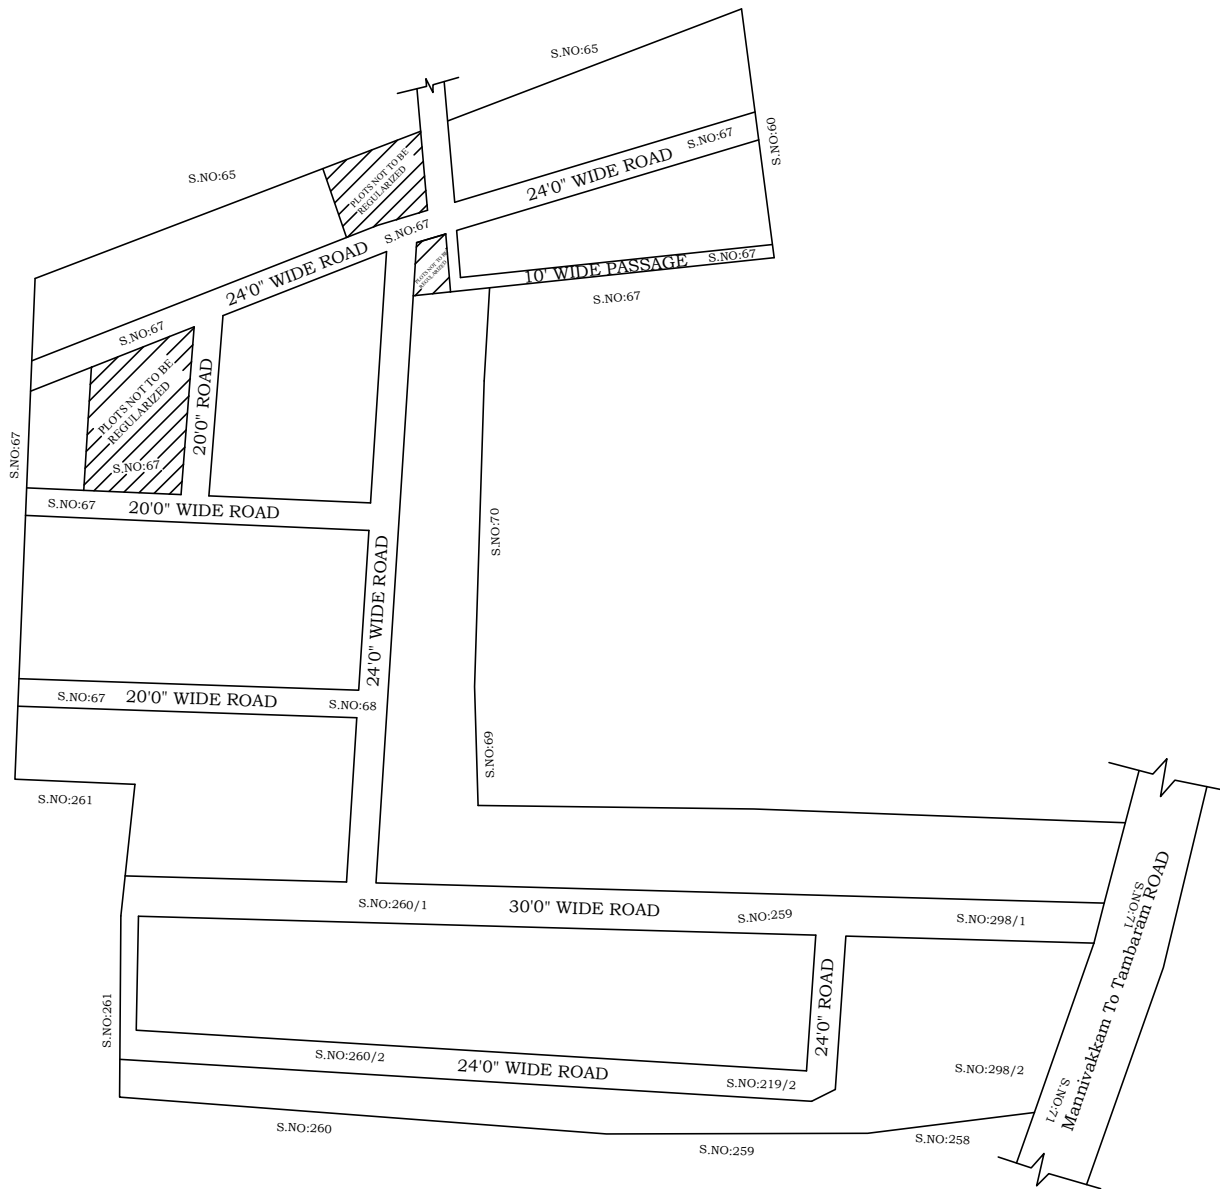 S.NO:65
S.NO:60
S.NO:67
24'0" WIDE ROAD
PLOTS NOT TO BE
REGULARIZED
S.NO:65
S.NO:67
24'0" WIDE ROAD
PLOTS NOT TO BE
REGULARIZED
10' WIDE PASSAGE
S.NO:67
S.NO:67
S.NO:67
PLOTS NOT TO BE
REGULARIZED
S.NO:67
20'0" ROAD
S.NO:67
S.NO:67
20'0" WIDE ROAD
S.NO:70
24'0" WIDE ROAD
S.NO:67
20'0" WIDE ROAD
S.NO:68
S.NO:69
S.NO:261
S.NO:260/1
30'0" WIDE ROAD
S.NO:259
S.NO:298/1
S.NO:71
Mannivakkam To Tambaram ROAD
S.NO:71
S.NO:261
24'0" ROAD
S.NO:260/2
24'0" WIDE ROAD
S.NO:219/2
S.NO:298/2
S.NO:260
S.NO:259
S.NO:258